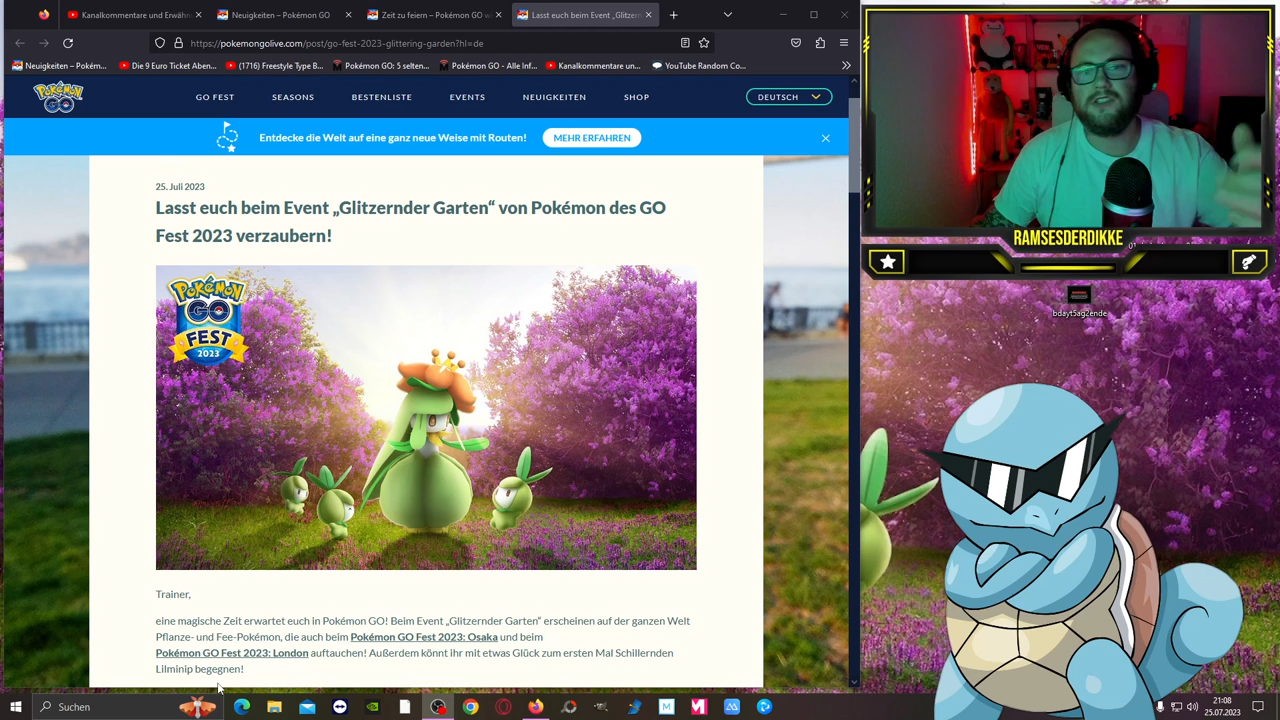 Kanalkommentare und Erwähn
Neuigkeiten – Pokémon GO
Zeit zu feiern – Pokémon GO w
Lasst euch beim Event „Glitzern
https://pokemongolive.com/post/go-fest-2023-glittering-garden?hl=de
Neuigkeiten – Pokém...
Die 9 Euro Ticket Aben...
(1716) Freestyle Type B...
Pokémon GO: 5 selten...
Pokémon GO - Alle Inf...
Kanalkommentare un...
YouTube Random Co...
POKÉMON GO
GO FEST
SEASONS
BESTENLISTE
EVENTS
NEUIGKEITEN
SHOP
DEUTSCH
Entdecke die Welt auf eine ganz neue Weise mit Routen!
MEHR ERFAHREN
25. Juli 2023
Lasst euch beim Event „Glitzernder Garten“ von Pokémon des GO
Fest 2023 verzaubern!
POKÉMON
GO
FEST
2023
Trainer,
eine magische Zeit erwartet euch in Pokémon GO! Beim Event „Glitzernder Garten“ erscheinen auf der ganzen Welt
Pflanze- und Fee-Pokémon, die auch beim Pokémon GO Fest 2023: Osaka und beim
Pokémon GO Fest 2023: London auftauchen! Außerdem könnt ihr mit etwas Glück zum ersten Mal Schillernden
Lilminip begegnen!
RAMSESDERDIKKE
bdayt5ag2ende
Suchen
21:08
25.07.2023